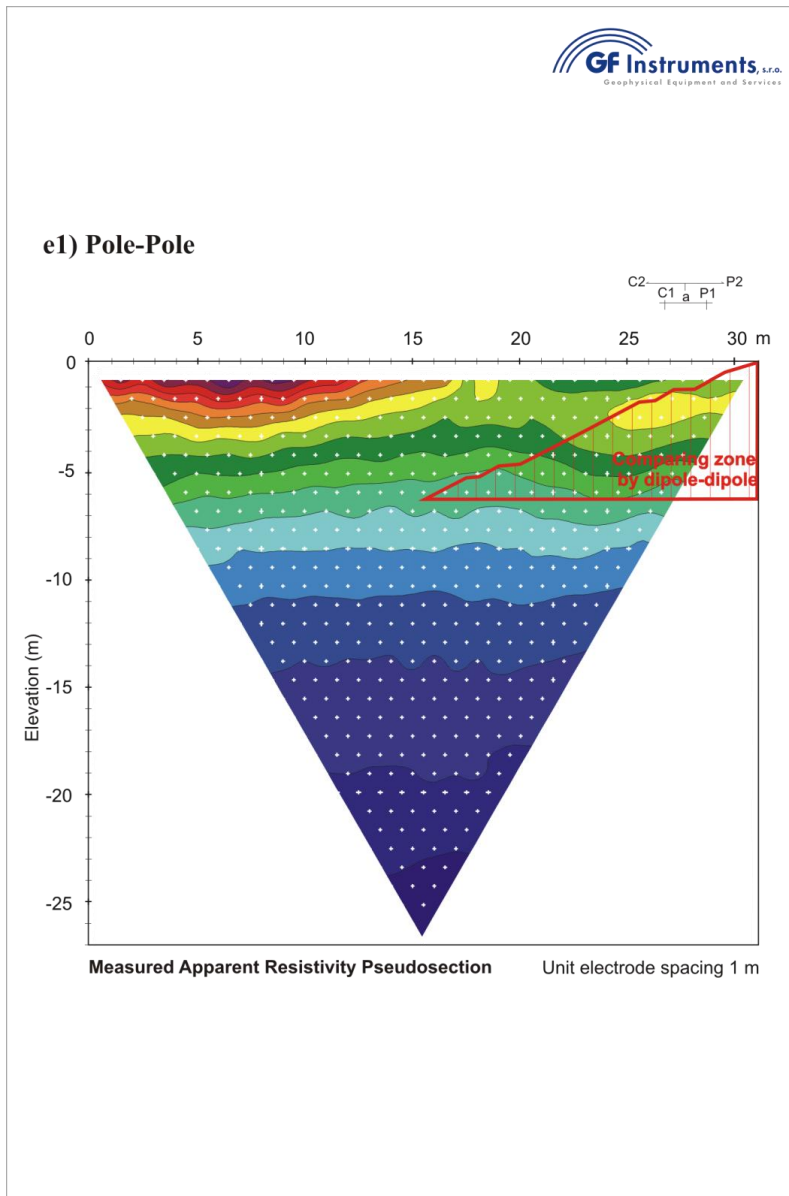 GF Instruments, s.r.o.
Geophysical Equipment and Services
e1) Pole-Pole
C2 P2
C1 a P1
0 5 10 15 20 25 30 m
0
-5
-10
-15
-20
-25
Elevation (m)
Comparing zone
by dipole-dipole
Measured Apparent Resistivity Pseudosection Unit electrode spacing 1 m